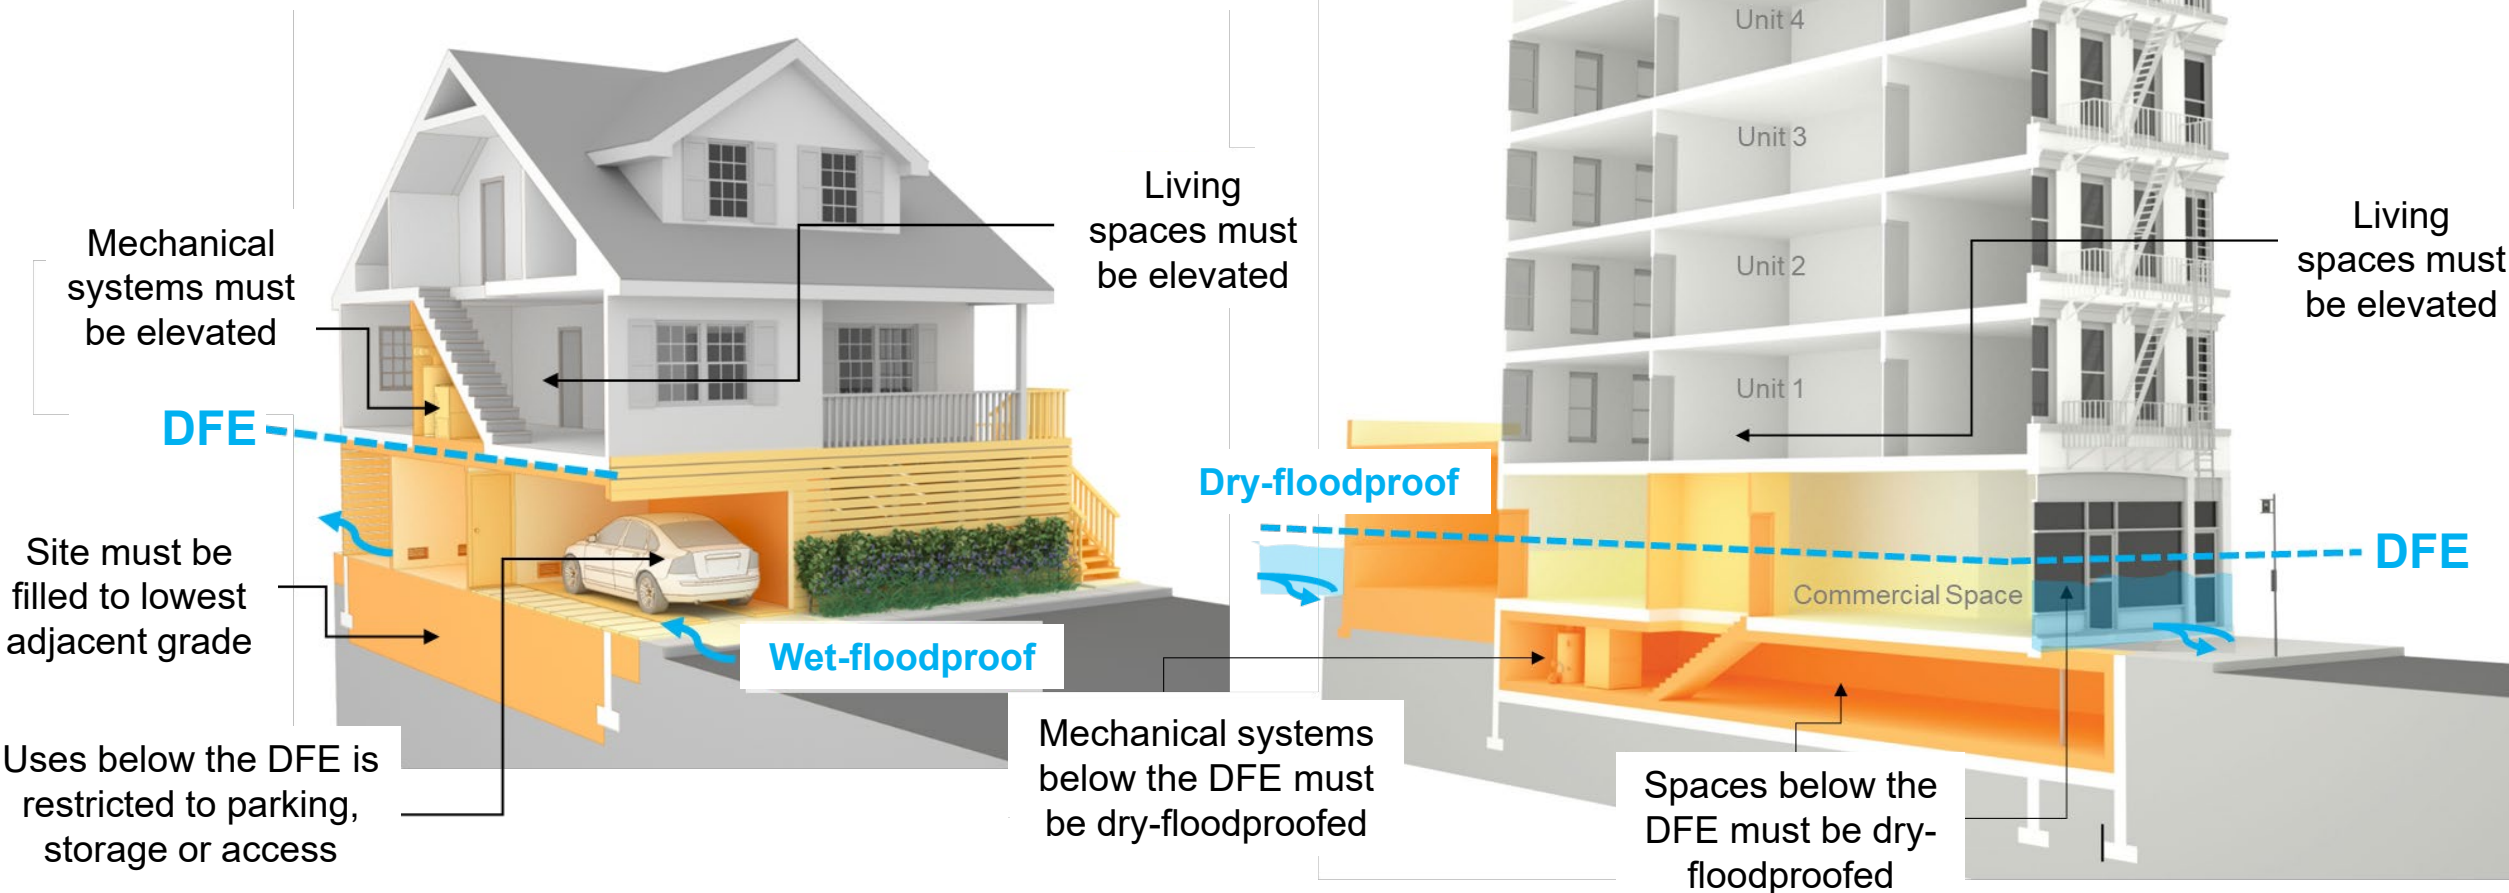 Mechanical
systems must
be elevated
DFE
Site must be
filled to lowest
adjacent grade
Uses below the DFE is
restricted to parking,
storage or access
Living
spaces must
be elevated
Wet-floodproof
Unit 4
Unit 3
Unit 2
Unit 1
Living
spaces must
be elevated
Dry-floodproof
DFE
Commercial Space
Mechanical systems
below the DFE must
be dry-floodproofed
Spaces below the
DFE must be dry-
floodproofed